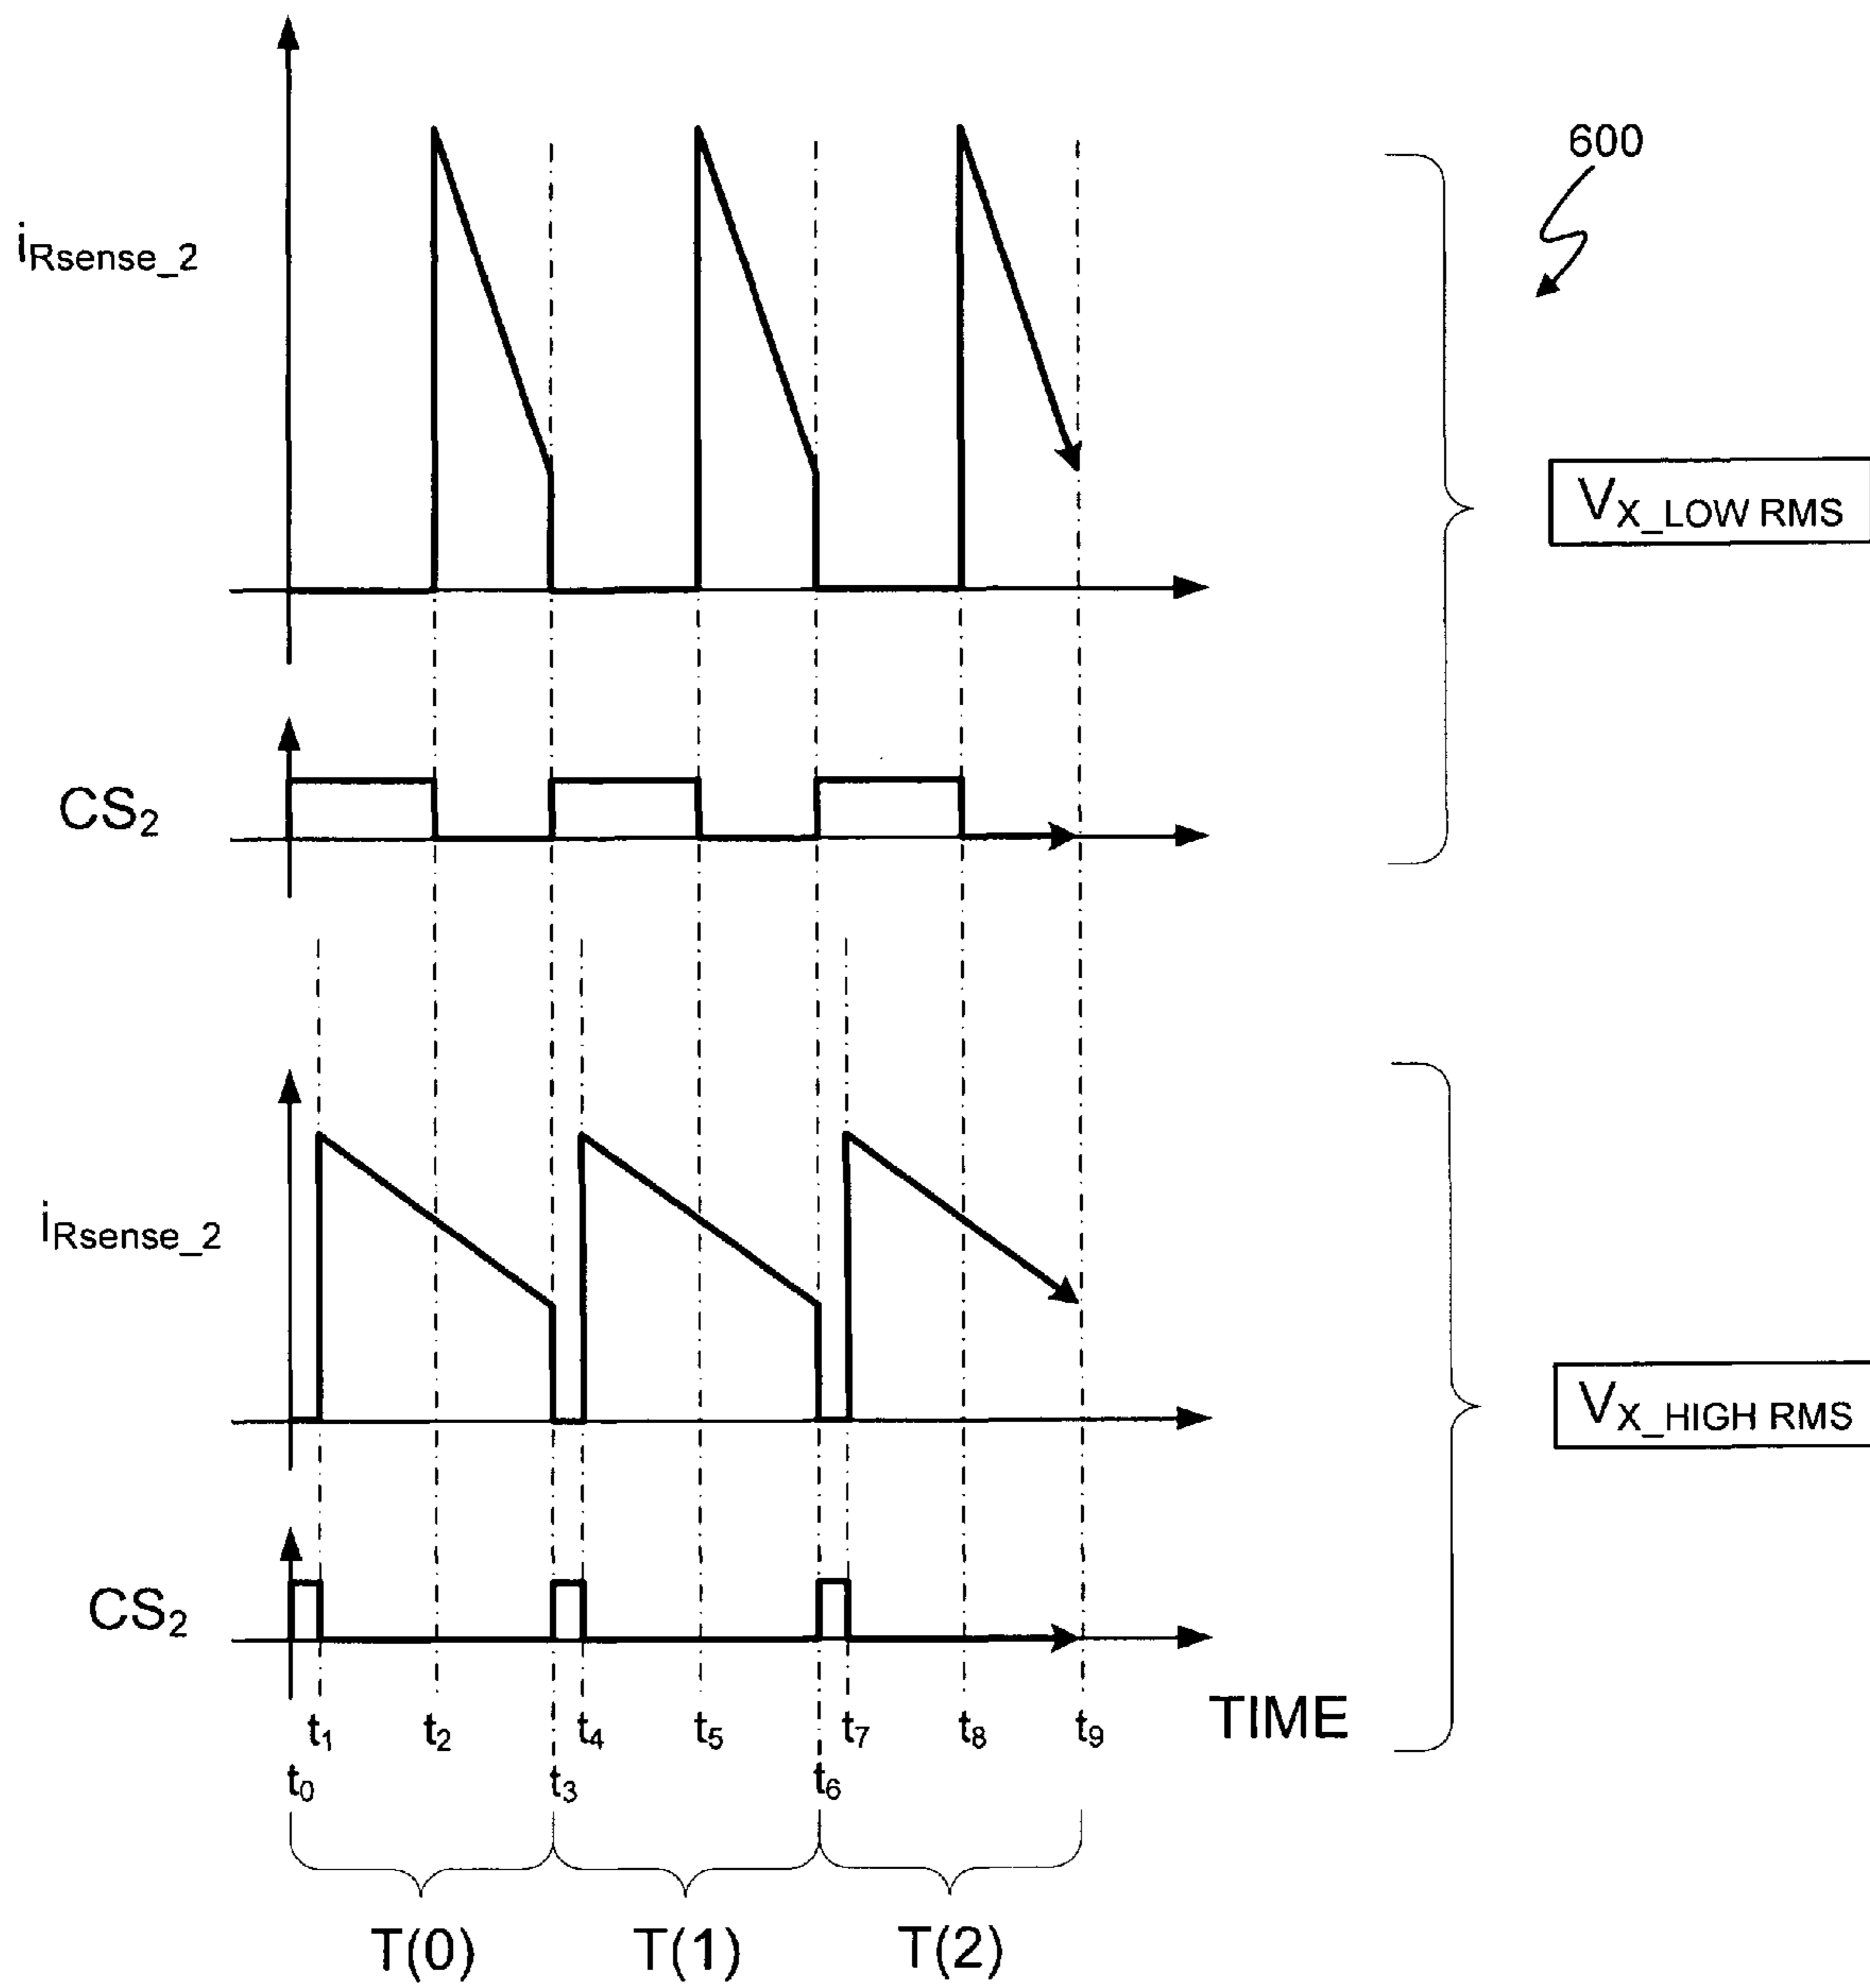 600
iRsense_2
VX_LOW RMS
CS2
iRsense_2
VX_HIGH RMS
CS2
TIME
t1 t2 t4 t5 t7 t8 t9
t0 t3 t6
T(0) T(1) T(2)